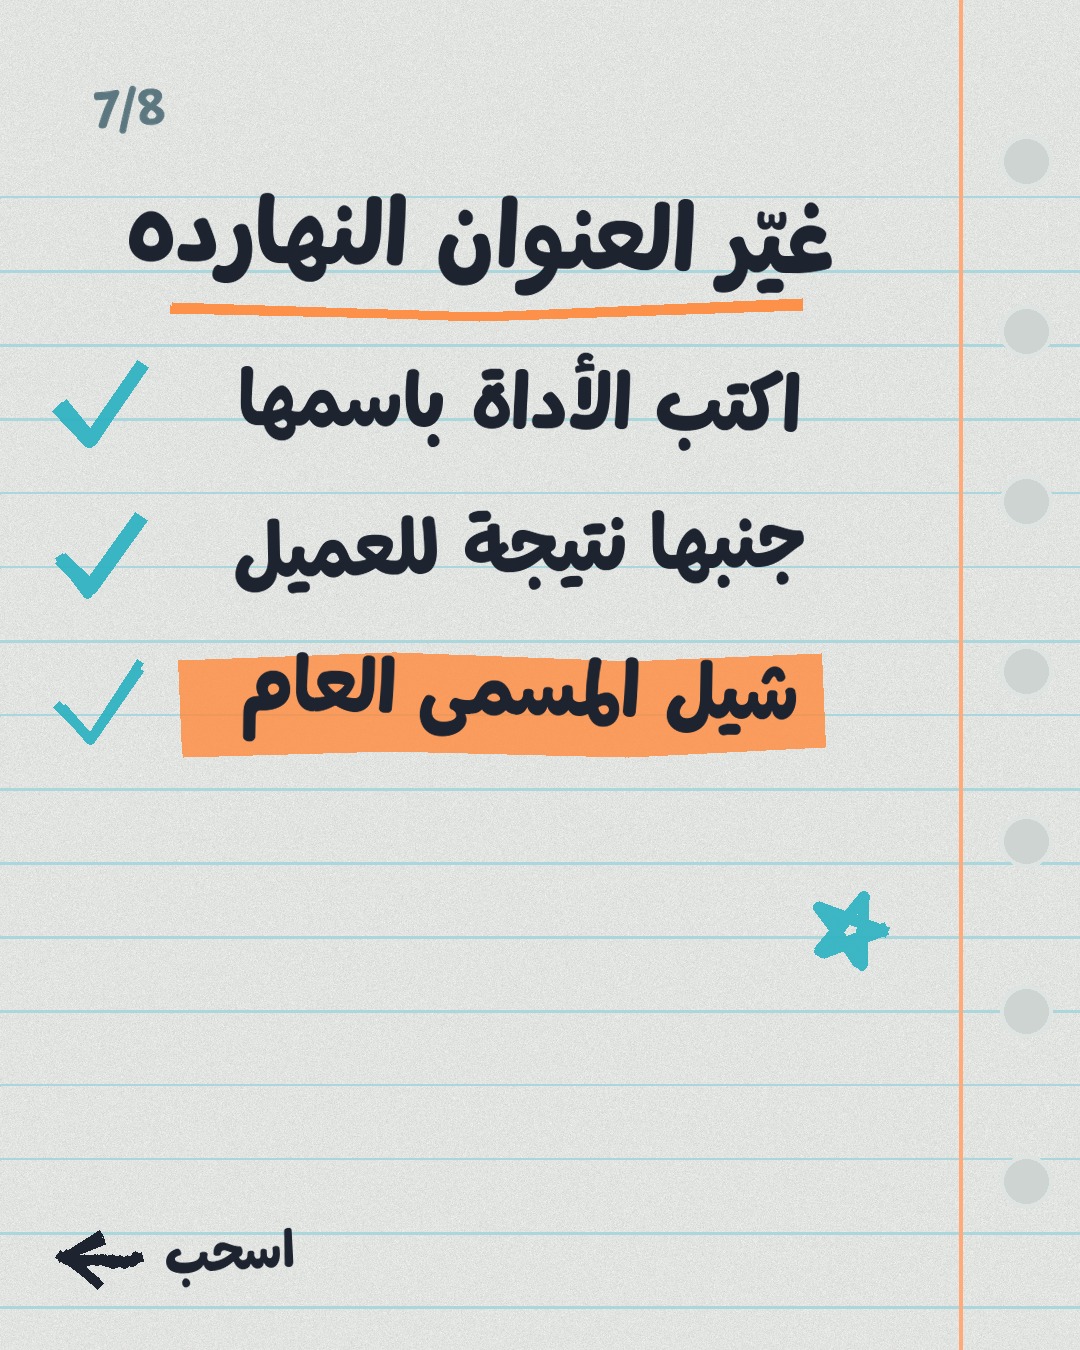 7/8
غيّر العنوان النهارده
اكتب الأداة باسمها
جنبها نتيجة للعميل
شيل المسمى العام
اسحب